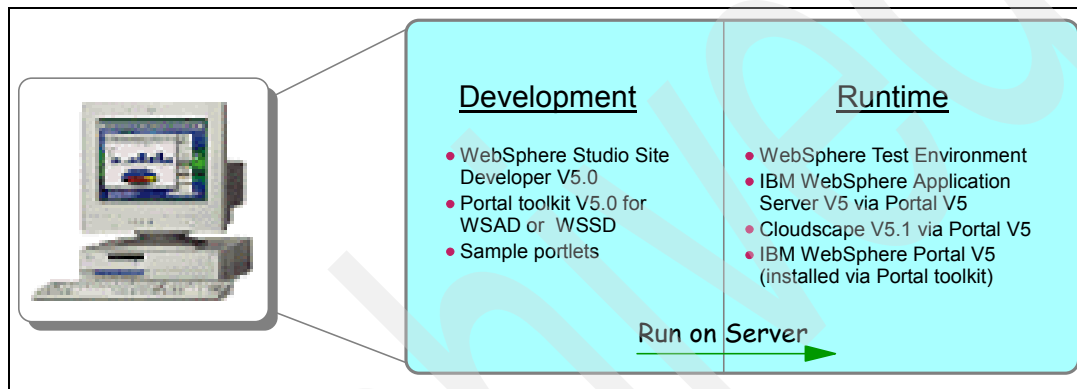 Development
• WebSphere Studio Site
Developer V5.0
• Portal toolkit V5.0 for
WSAD or WSSD
• Sample portlets
Runtime
• WebSphere Test Environment
• IBM WebSphere Application
Server V5 via Portal V5
• Cloudscape V5.1 via Portal V5
• IBM WebSphere Portal V5
(installed via Portal toolkit)
Run on Server